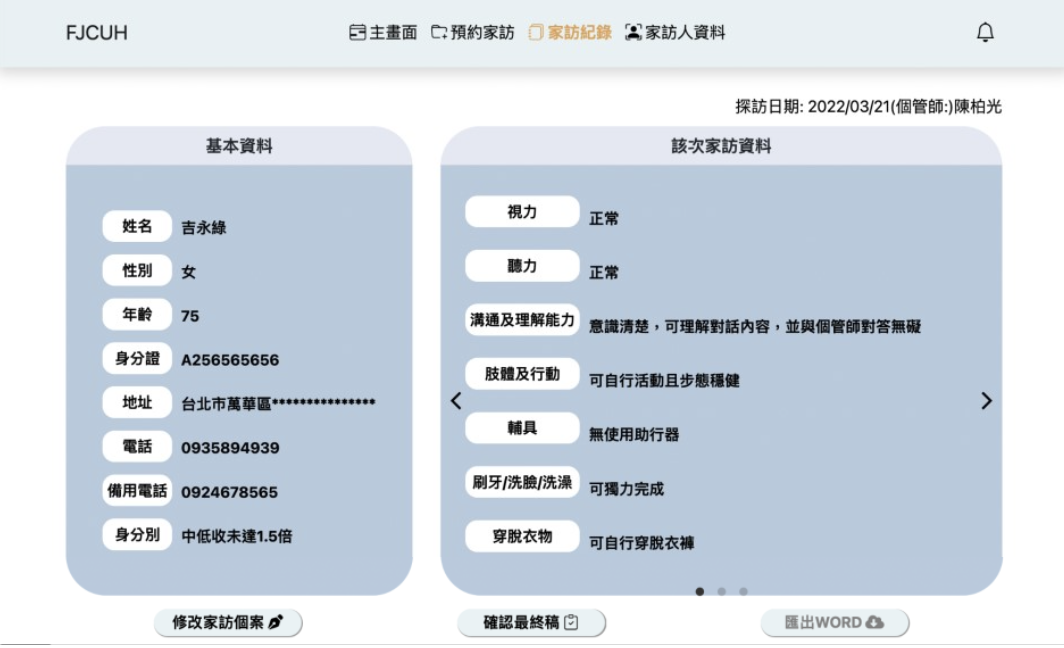 FJCUH 主畫面 預約家訪 家訪紀錄 家訪人資料
探訪日期: 2022/03/21(個管師:)陳柏光
基本資料
姓名 吉永綠
性別 女
年齡 75
身分證 A256565656
地址 台北市萬華區***************
電話 0935894939
備用電話 0924678565
身分別 中低收未達1.5倍
該次家訪資料
視力 正常
聽力 正常
溝通及理解能力 意識清楚，可理解對話內容，並與個管師對答無礙
肢體及行動 可自行活動且步態穩健
輔具 無使用助行器
刷牙/洗臉/洗澡 可獨力完成
穿脫衣物 可自行穿脫衣褲
修改家訪個案 確認最終稿 匯出WORD